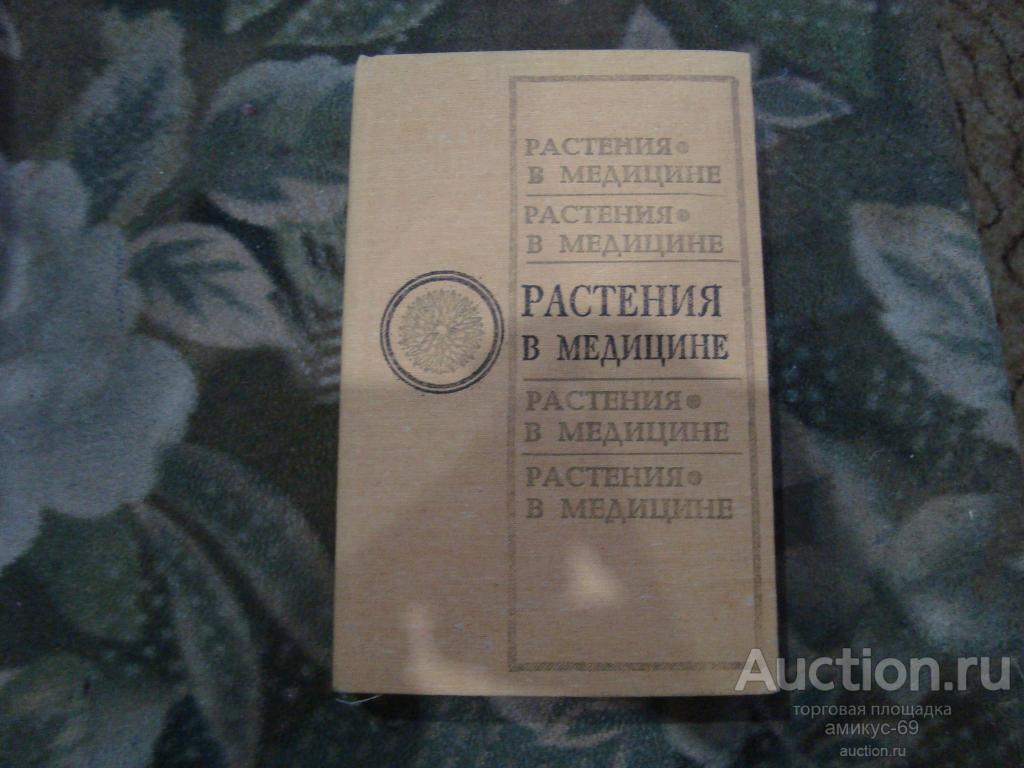 РАСТЕНИЯ
В МЕДИЦИНЕ
РАСТЕНИЯ
В МЕДИЦИНЕ
РАСТЕНИЯ
В МЕДИЦИНЕ
РАСТЕНИЯ
В МЕДИЦИНЕ
РАСТЕНИЯ
В МЕДИЦИНЕ
Auction.ru
торговая площадка
амикус-69
auction.ru